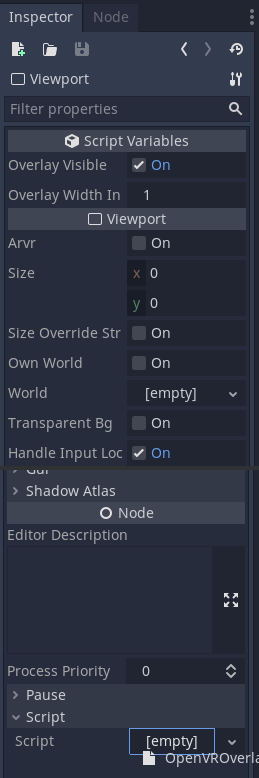 Inspector Node
Viewport
Filter properties
Script Variables
Overlay Visible On
Overlay Width In 1
Viewport
Arvr On
Size x 0
y 0
Size Override Str On
Own World On
World [empty]
Transparent Bg On
Handle Input Loc On
Gui
Shadow Atlas
Node
Editor Description
Process Priority 0
Pause
Script
Script [empty]
OpenVROverla